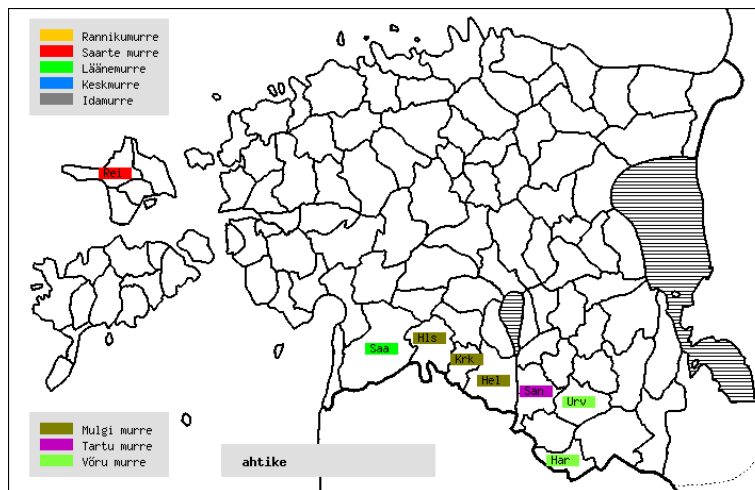 Rannikumurre
Saarte murre
Läänemurre
Keskmurre
Idamurre
Rei
Hls
Saa
Krk
Hel
San
Urv
Har
Mulgi murre
Tartu murre
Võru murre
ahtike